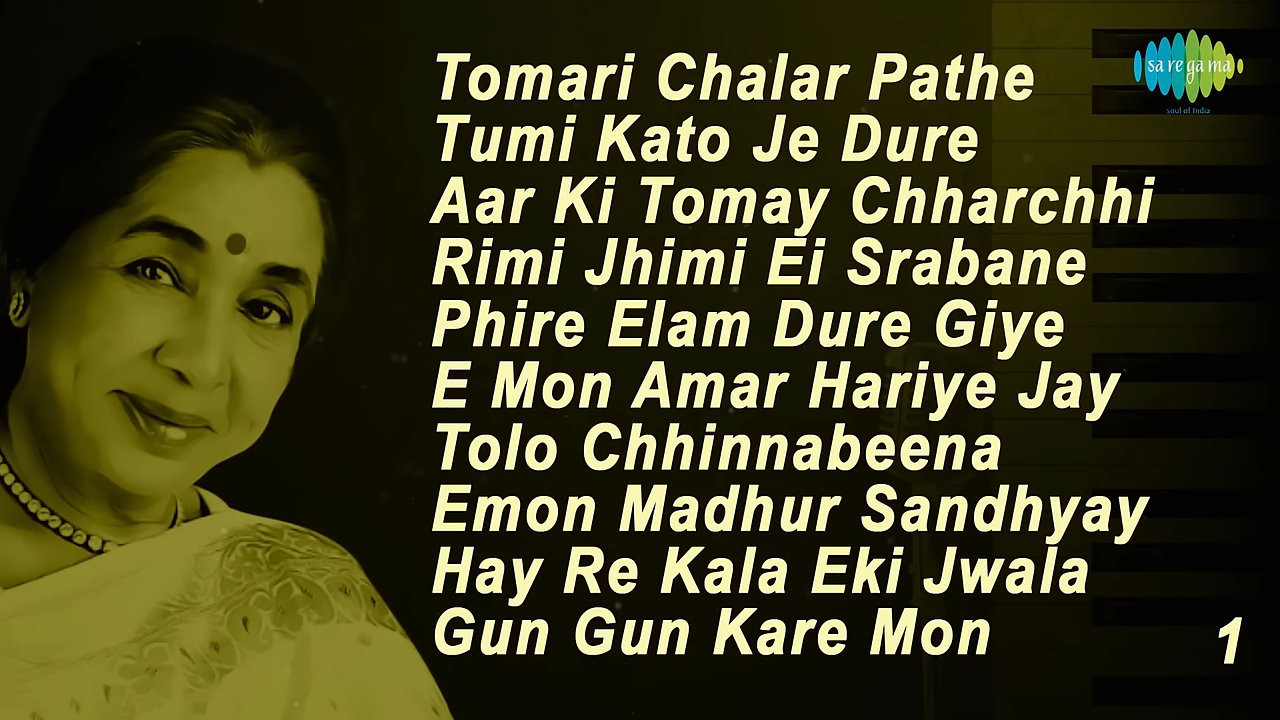 Tomari Chalar Pathe
Tumi Kato Je Dure
Aar Ki Tomay Chharchhi
Rimi Jhimi Ei Srabane
Phire Elam Dure Giye
E Mon Amar Hariye Jay
Tolo Chhinnabeena
Emon Madhur Sandhyay
Hay Re Kala Eki Jwala
Gun Gun Kare Mon
sa re ga ma
soul of India
1